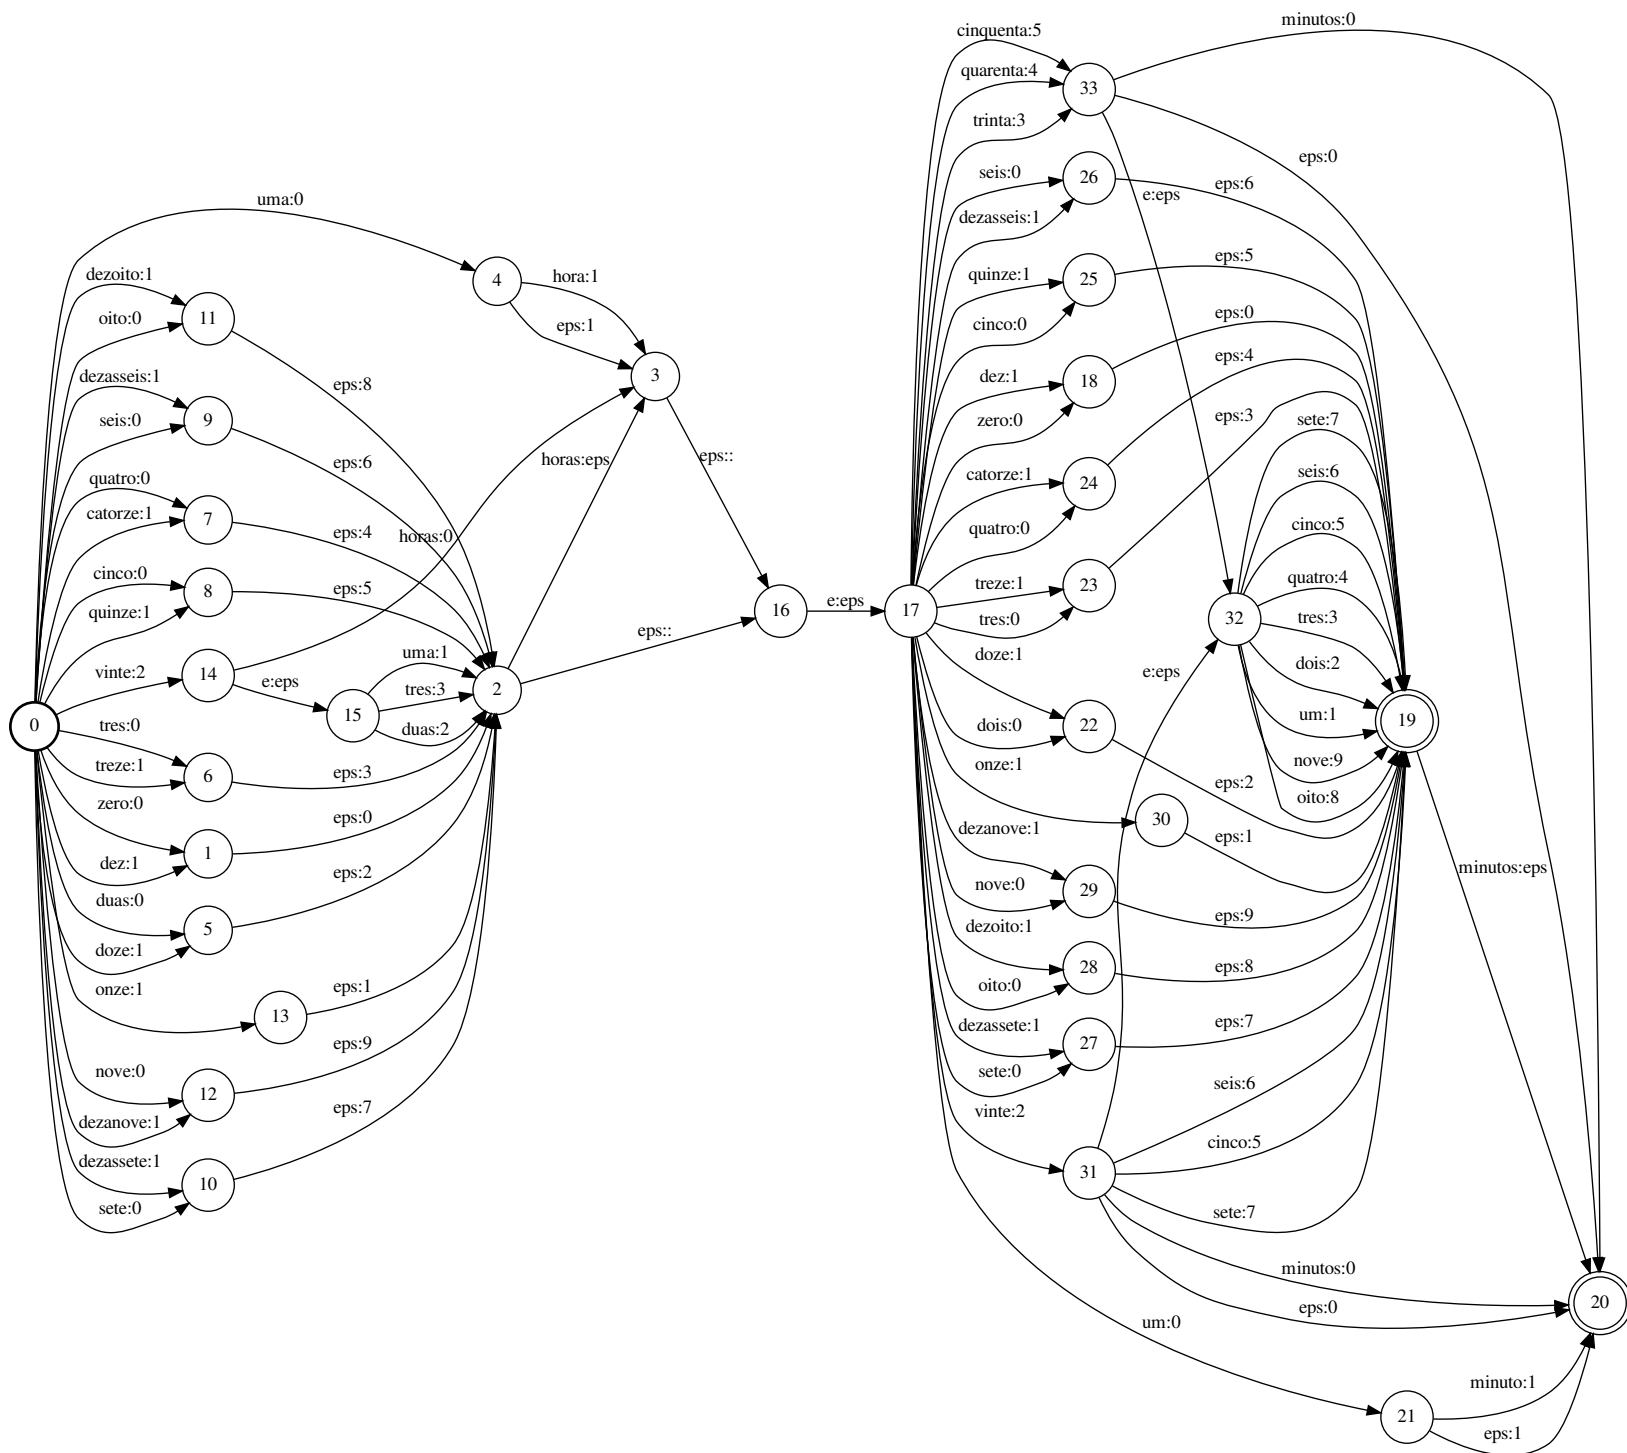 uma:0
dezoito:1
oito:0
dezasseis:1
seis:0
quatro:0
catorze:1
cinco:0
quinze:1
vinte:2
tres:0
treze:1
zero:0
dez:1
duas:0
doze:1
onze:1
nove:0
dezanove:1
dezassete:1
sete:0
0
11
9
7
8
14
6
1
5
13
12
10
e:eps
15
uma:1
tres:3
duas:2
eps:8
eps:6
eps:4
eps:5
horas:0
eps:3
eps:0
eps:2
eps:1
eps:9
eps:7
4
hora:1
eps:1
3
2
horas:eps
eps::
eps::
16
e:eps
17
cinquenta:5
quarenta:4
trinta:3
seis:0
dezasseis:1
quinze:1
cinco:0
dez:1
zero:0
catorze:1
quatro:0
treze:1
tres:0
doze:1
dois:0
onze:1
dezanove:1
nove:0
dezoito:1
oito:0
dezassete:1
sete:0
vinte:2
um:0
33
26
25
18
24
23
22
30
29
28
27
31
21
e:eps
e:eps
32
minutos:0
eps:0
eps:6
eps:5
eps:0
eps:4
eps:3
sete:7
seis:6
cinco:5
quatro:4
tres:3
dois:2
um:1
nove:9
oito:8
eps:2
eps:1
eps:9
eps:8
eps:7
seis:6
cinco:5
sete:7
minutos:0
eps:0
19
minutos:eps
20
minuto:1
eps:1